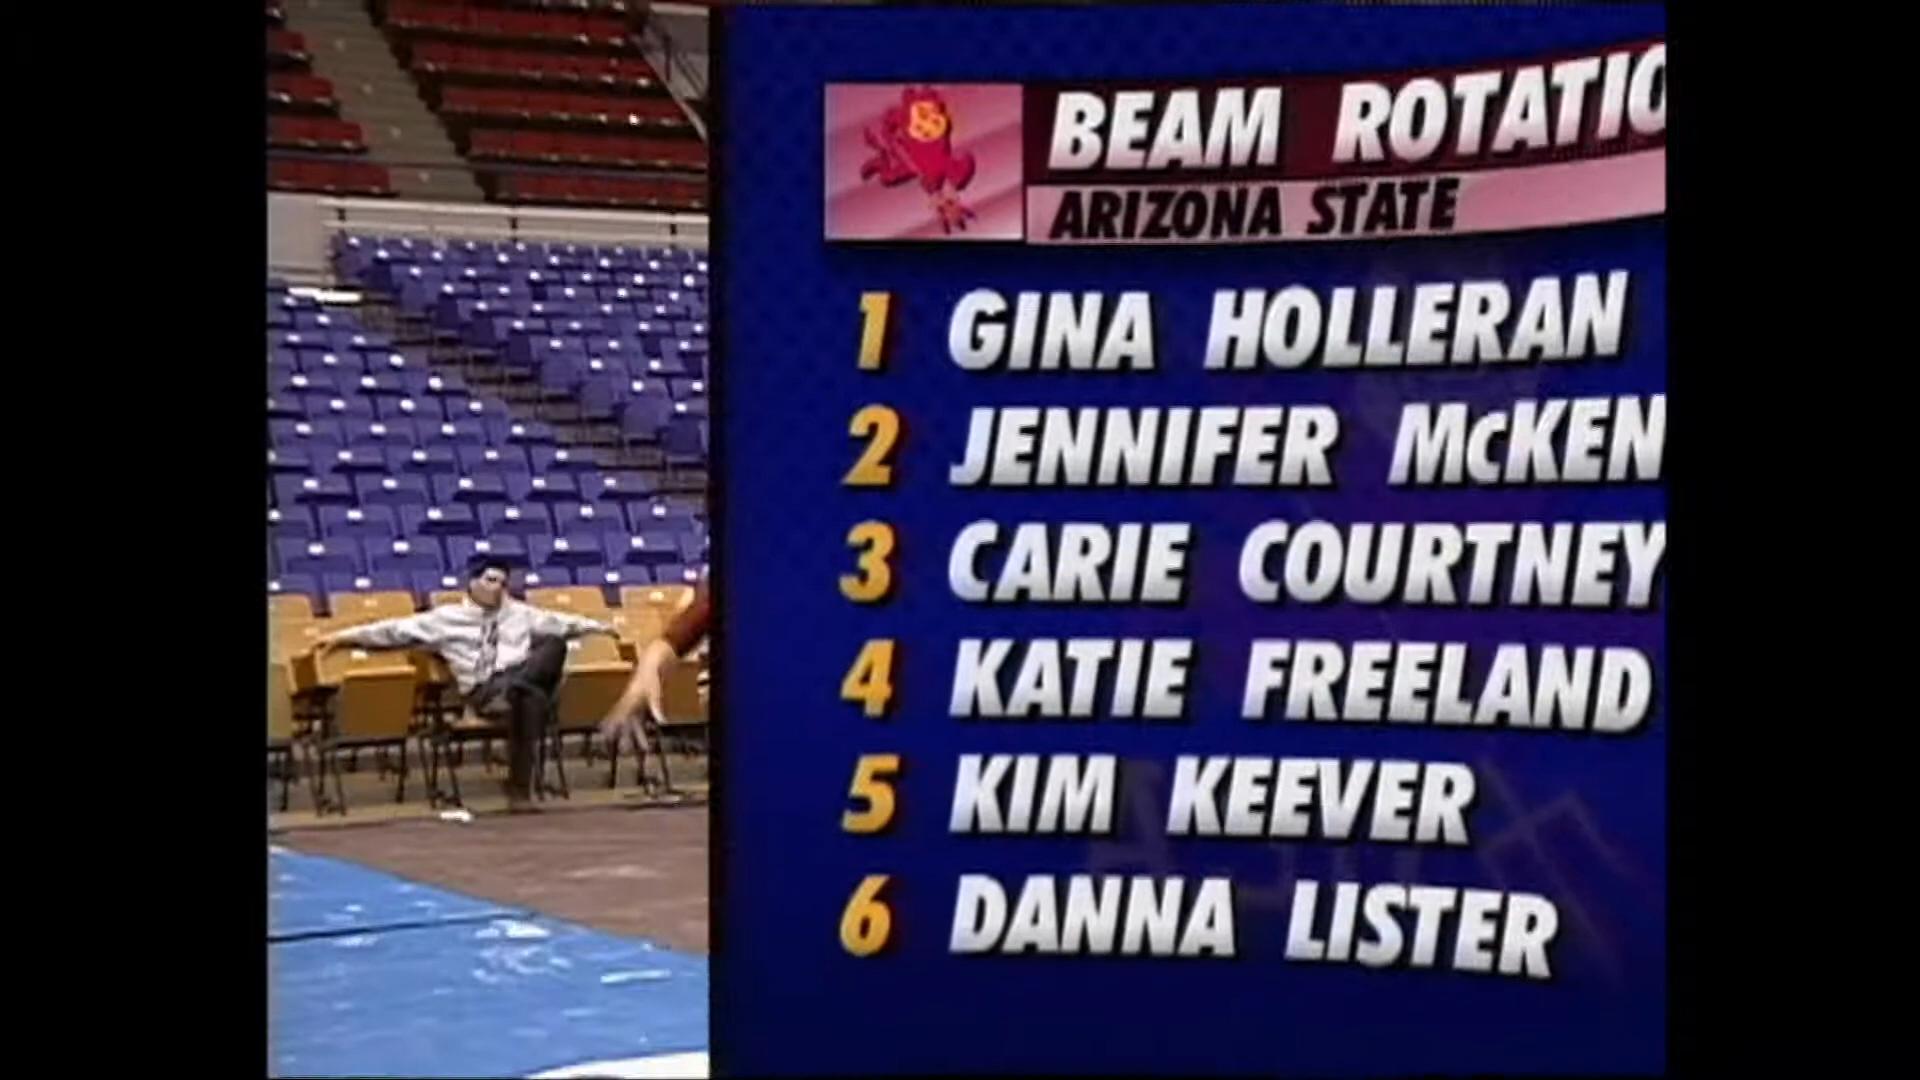 BEAM ROTATIO
ARIZONA STATE
1 GINA HOLLERAN
2 JENNIFER McKEN
3 CARIE COURTNEY
4 KATIE FREELAND
5 KIM KEEVER
6 DANNA LISTER